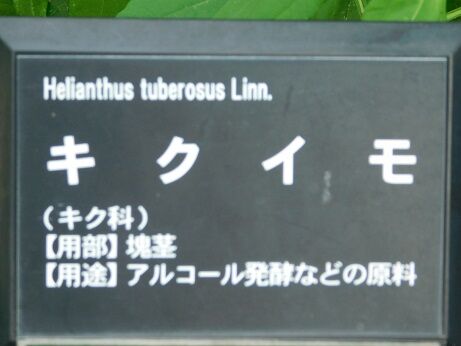 Helianthus tuberosus Linn.
キクイモ
（キク科）
【用部】塊茎
【用途】アルコール発酵などの原料